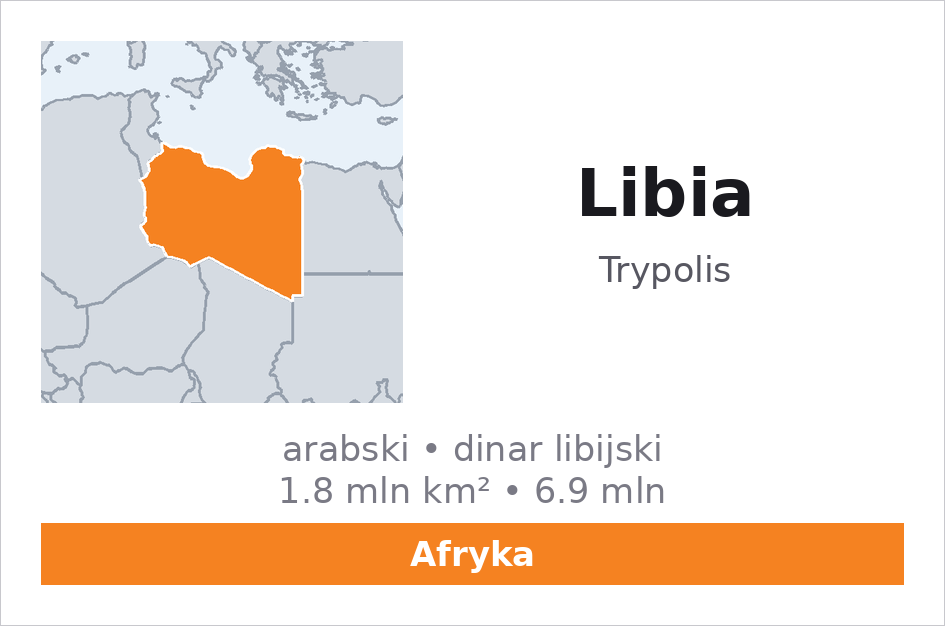 Libia
Trypolis
arabski • dinar libijski
1.8 mln km² • 6.9 mln
Afryka